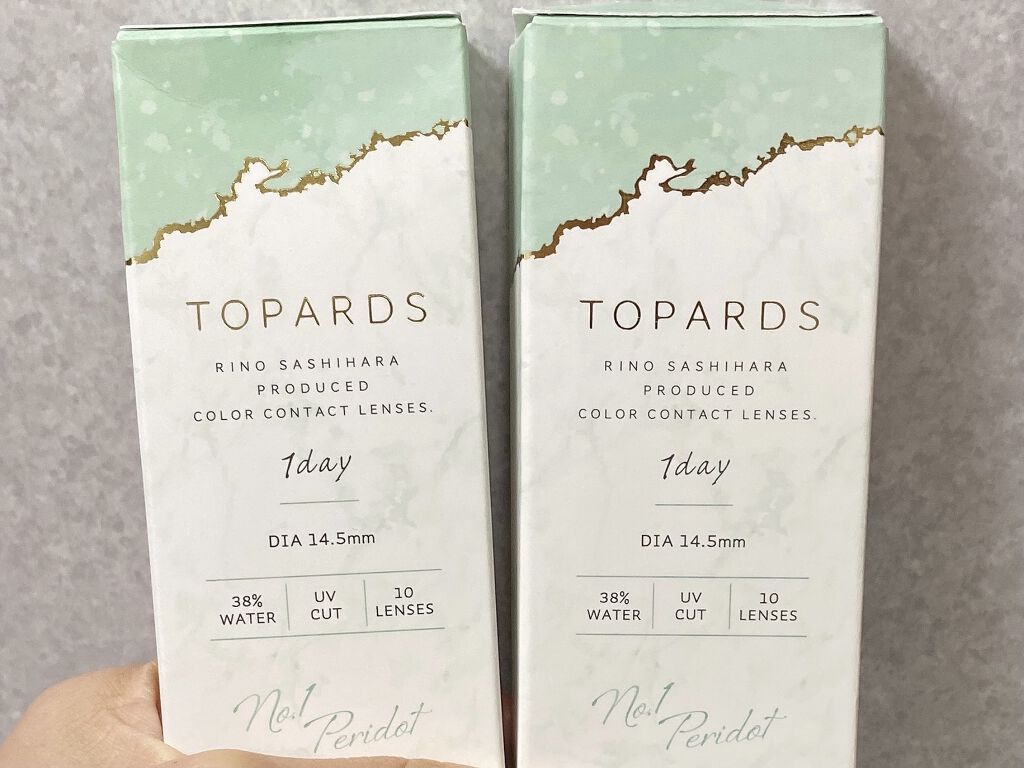 TOPARDS
RINO SASHIHARA
PRODUCED
COLOR CONTACT LENSES.
1day
DIA 14.5mm
38%
WATER
UV
CUT
10
LENSES
No.1
Peridot
TOPARDS
RINO SASHIHARA
PRODUCED
COLOR CONTACT LENSES.
1day
DIA 14.5mm
38%
WATER
UV
CUT
10
LENSES
No.1
Peridot